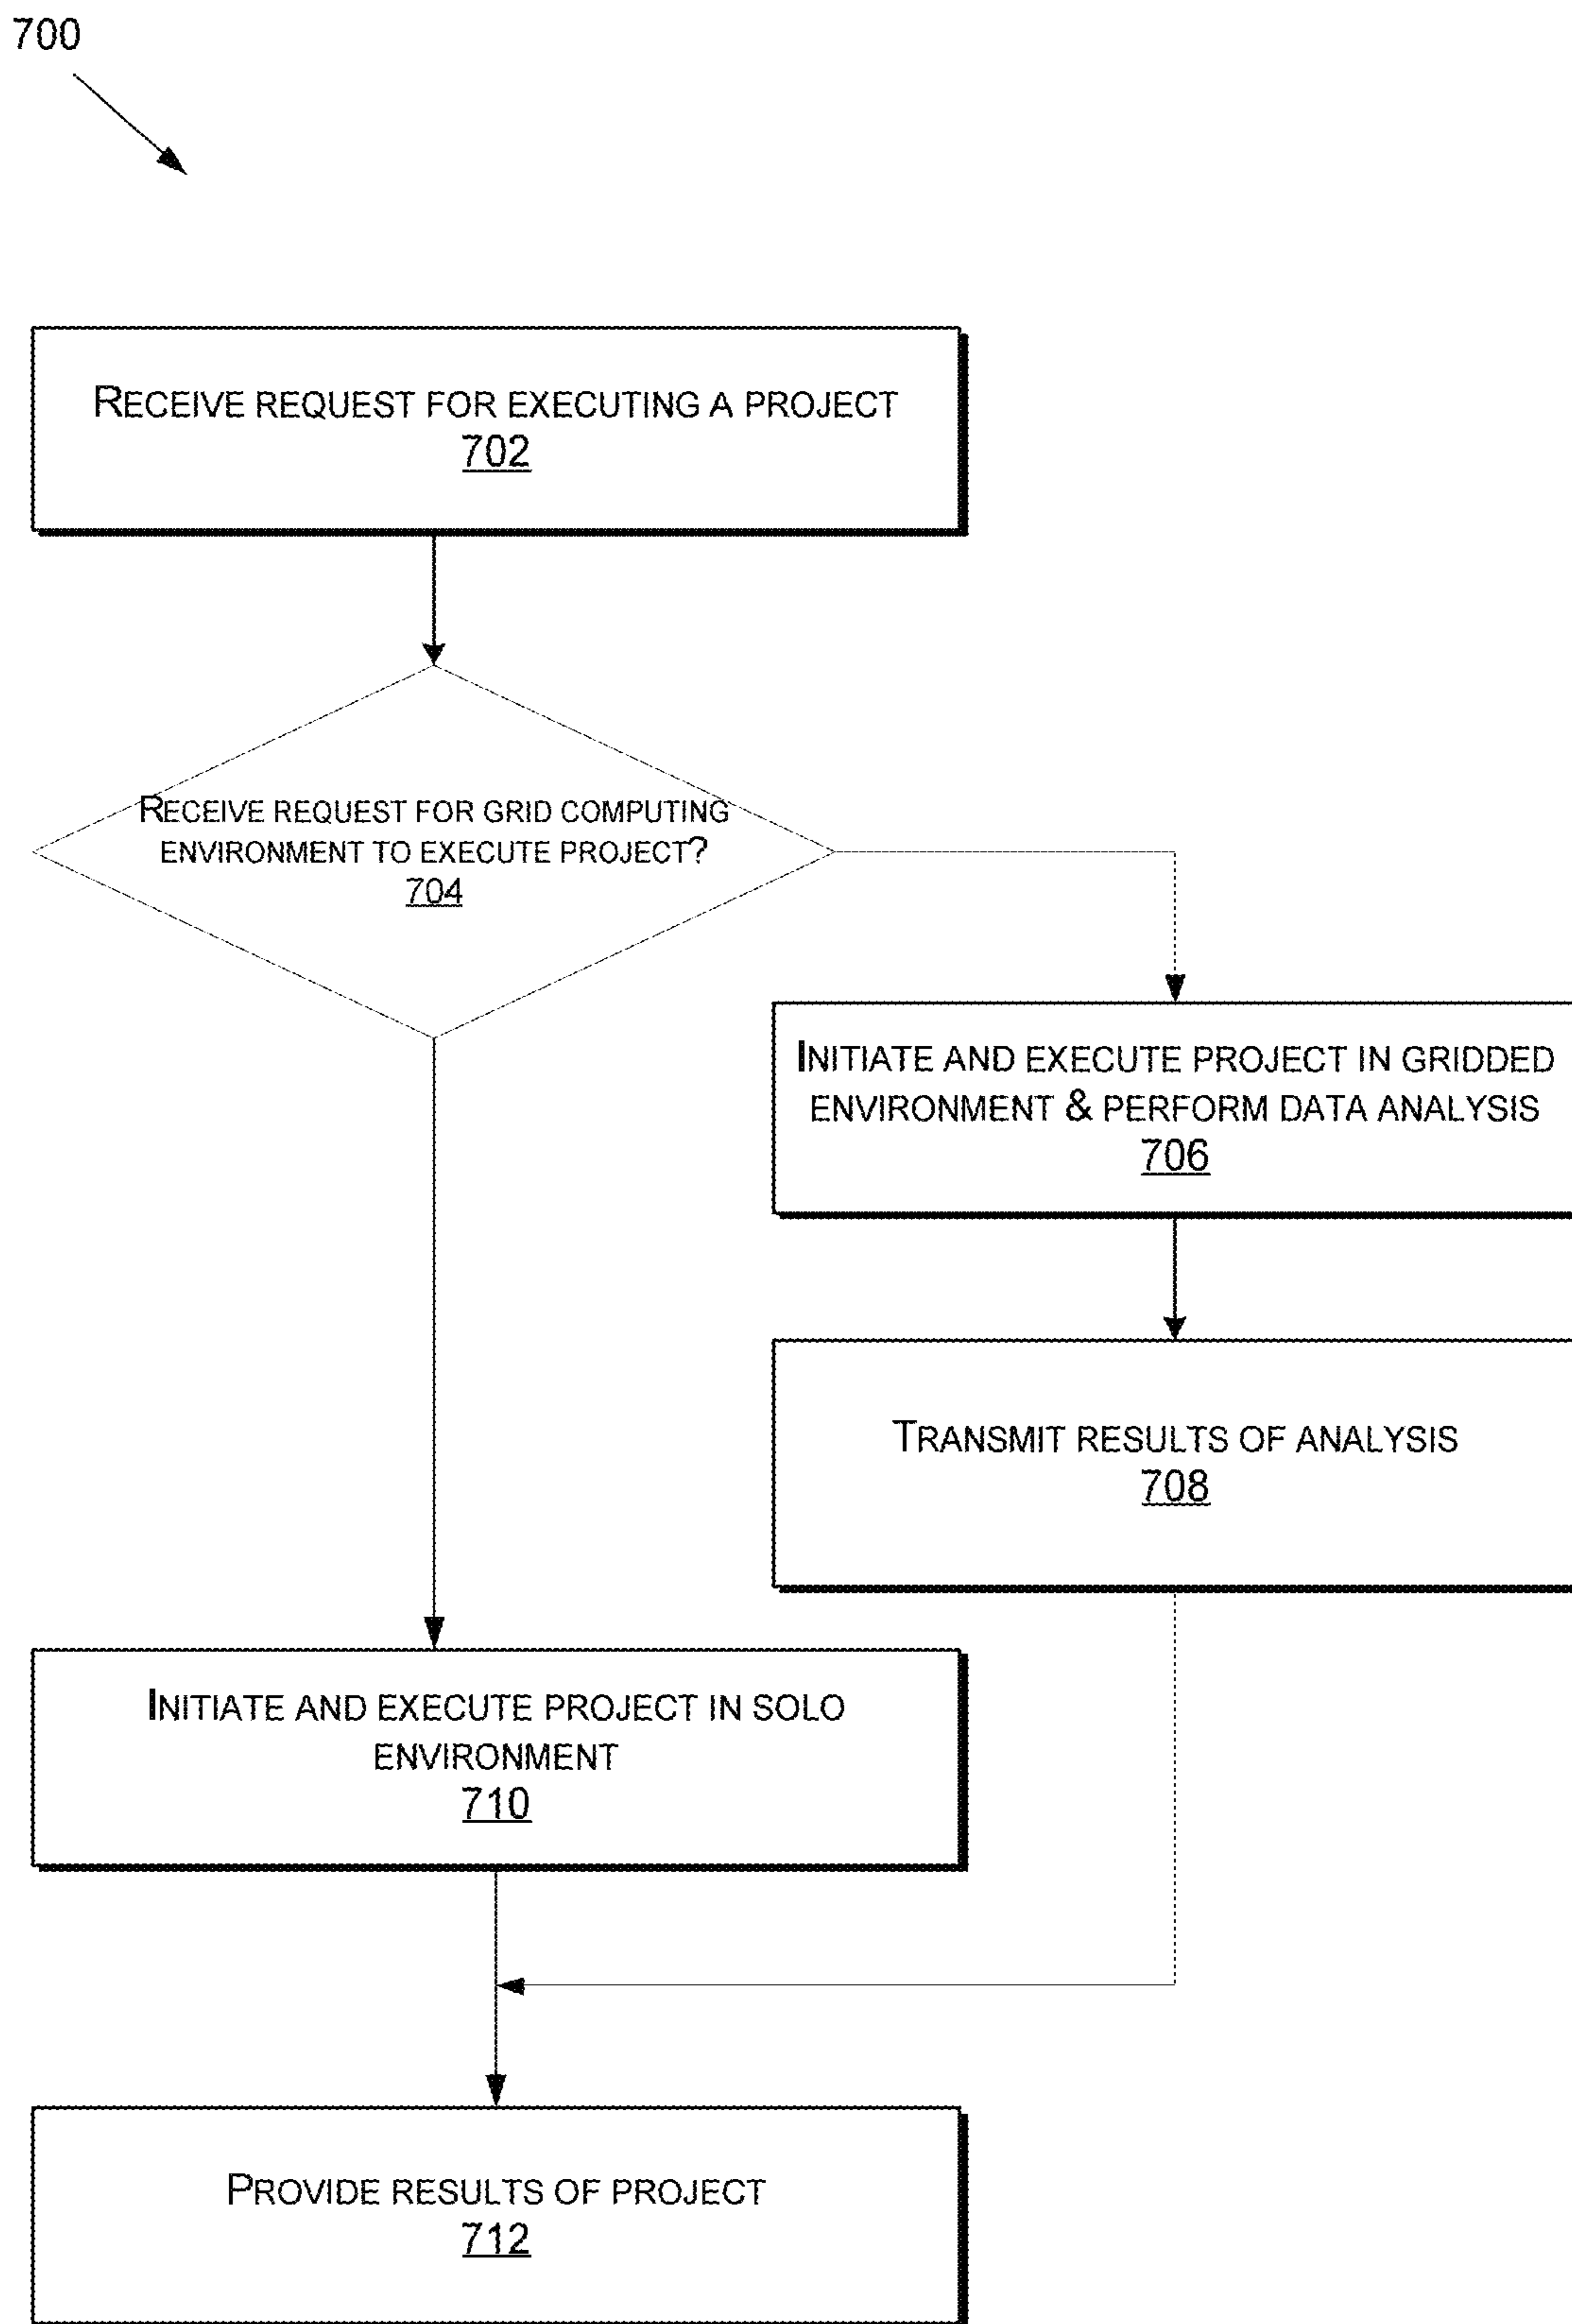 700
RECEIVE REQUEST FOR EXECUTING A PROJECT
702
RECEIVE REQUEST FOR GRID COMPUTING
ENVIRONMENT TO EXECUTE PROJECT?
704
INITIATE AND EXECUTE PROJECT IN GRIDDED
ENVIRONMENT & PERFORM DATA ANALYSIS
706
TRANSMIT RESULTS OF ANALYSIS
708
INITIATE AND EXECUTE PROJECT IN SOLO
ENVIRONMENT
710
PROVIDE RESULTS OF PROJECT
712